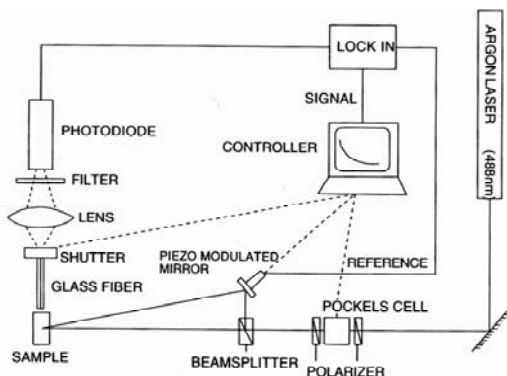 LOCK IN
ARGON LASER (488nm)
SIGNAL
PHOTODIODE
CONTROLLER
FILTER
LENS
SHUTTER
PIEZO MODULATED
MIRROR
REFERENCE
GLASS FIBER
POCKELS CELL
SAMPLE
BEAMSPLITTER
POLARIZER